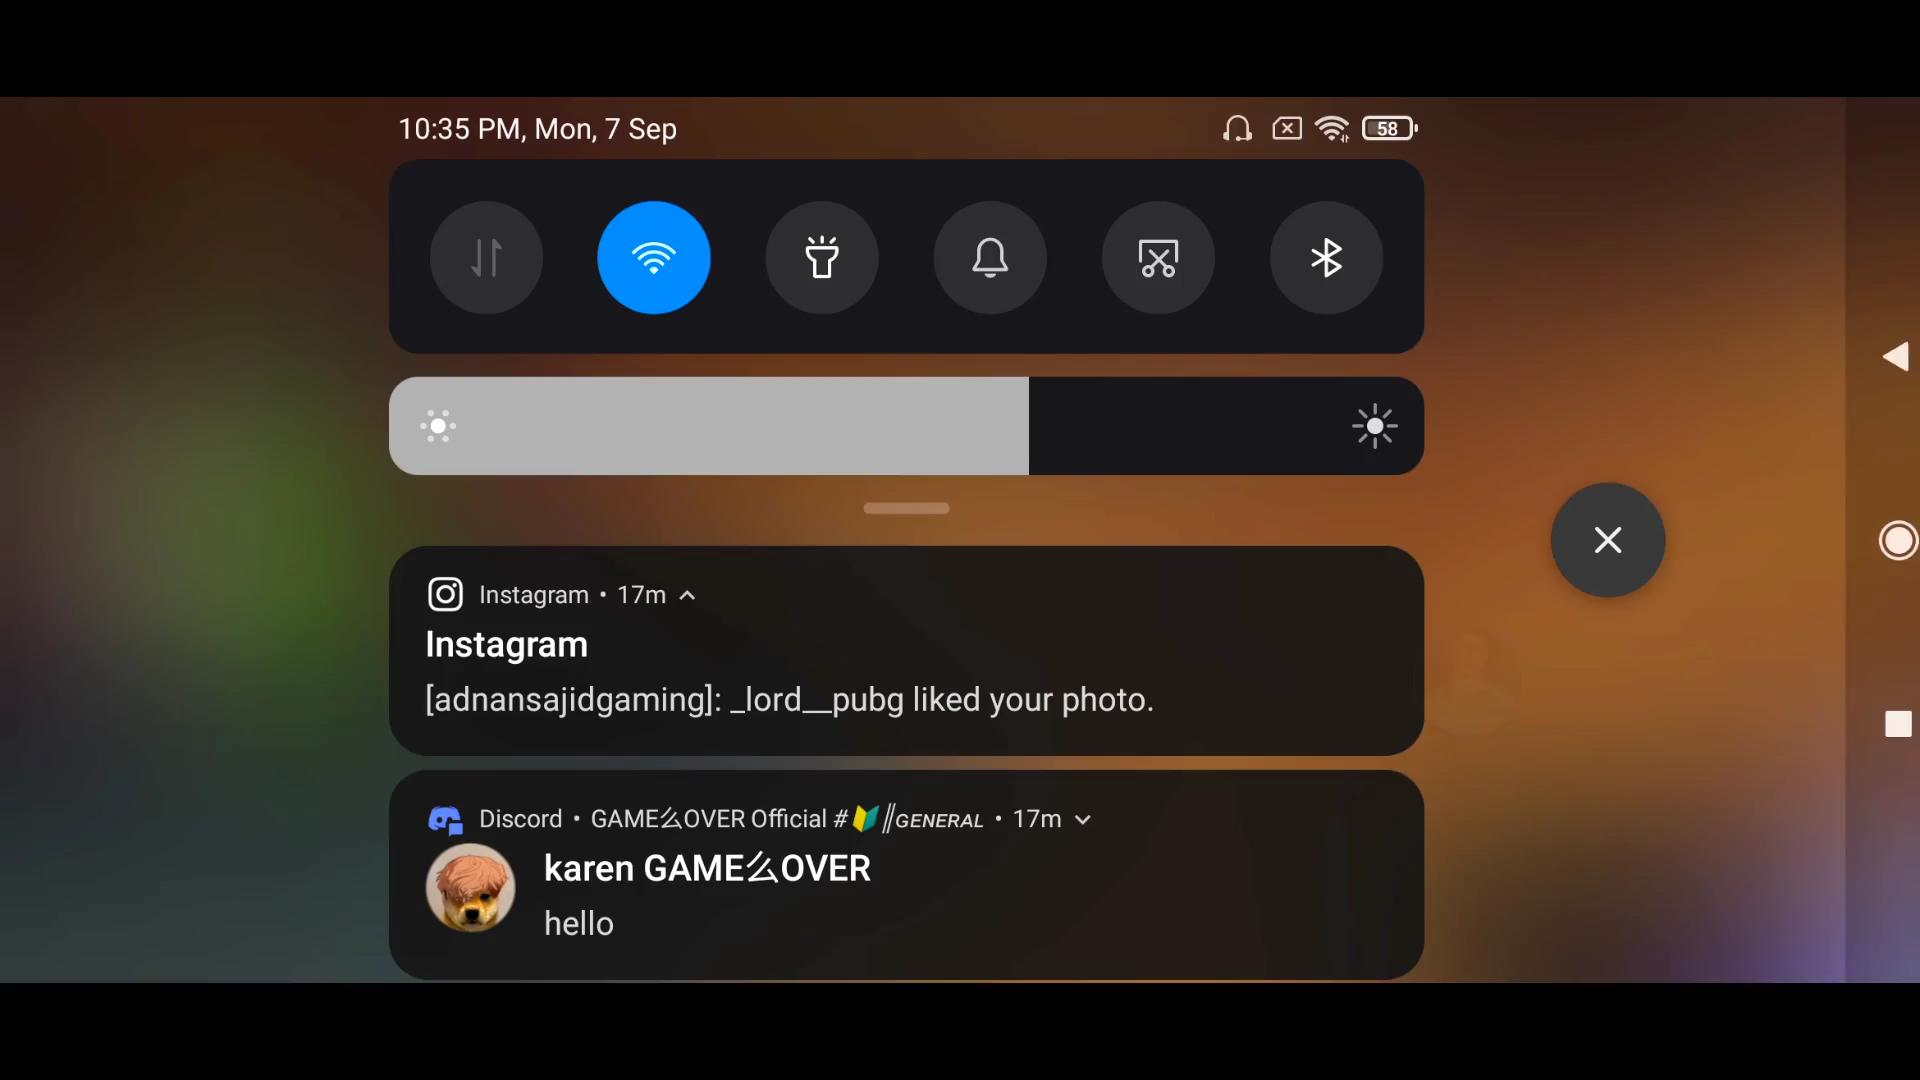 10:35 PM, Mon, 7 Sep
58
Instagram • 17m
Instagram
[adnansajidgaming]: _lord__pubg liked your photo.
Discord • GAME么OVER Official #🔰║ɢᴇɴᴇʀᴀʟ • 17m
karen GAME么OVER
hello